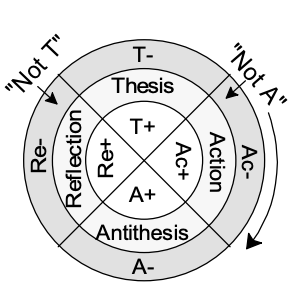 "Not T"
"Not A"
T-
Thesis
T+
Re-
Reflection
Re+
Ac+
Action
Ac-
A+
Antithesis
A-